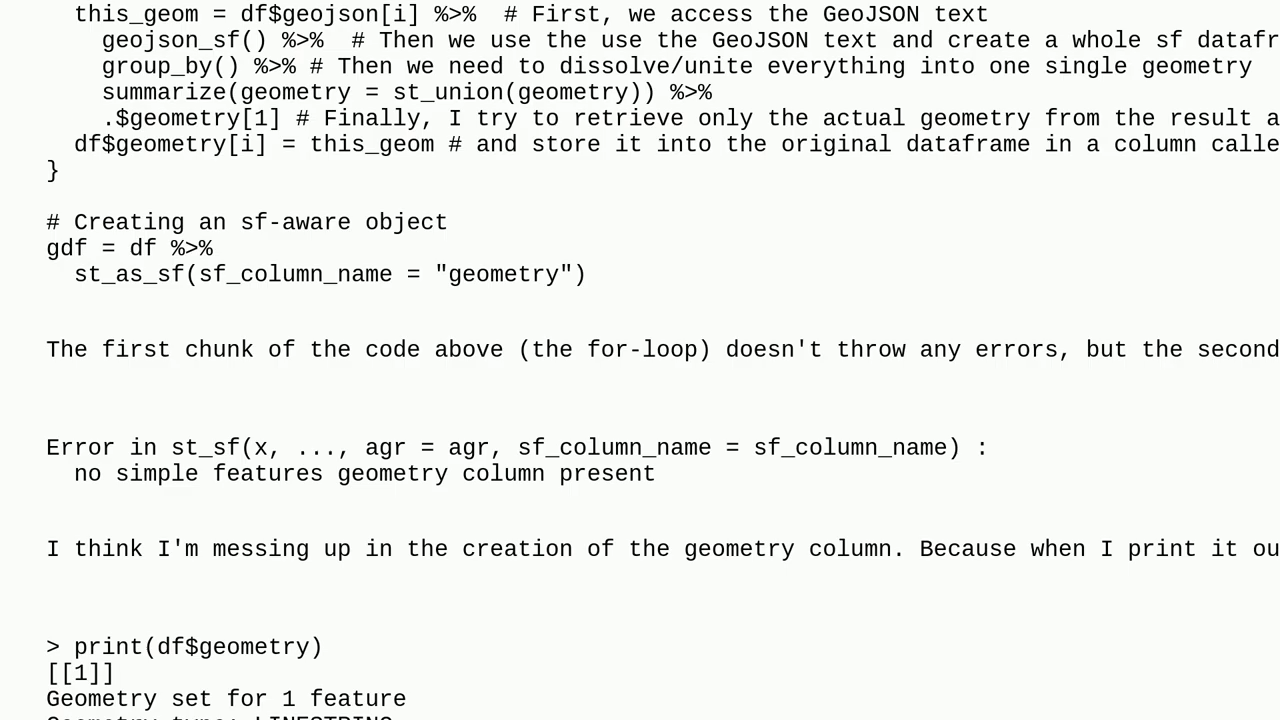 this_geom = df$geojson[i] %>%  # First, we access the GeoJSON text
geojson_sf() %>%  # Then we use the use the GeoJSON text and create a whole sf datafr
group_by() %>% # Then we need to dissolve/unite everything into one single geometry
summarize(geometry = st_union(geometry)) %>%
.$geometry[1] # Finally, I try to retrieve only the actual geometry from the result a
df$geometry[i] = this_geom # and store it into the original dataframe in a column calle
}
# Creating an sf-aware object
gdf = df %>%
st_as_sf(sf_column_name = "geometry")
The first chunk of the code above (the for-loop) doesn't throw any errors, but the second
Error in st_sf(x, ..., agr = agr, sf_column_name = sf_column_name) :
no simple features geometry column present
I think I'm messing up in the creation of the geometry column. Because when I print it ou
> print(df$geometry)
[[1]]
Geometry set for 1 feature
Geometry type: LINESTRING